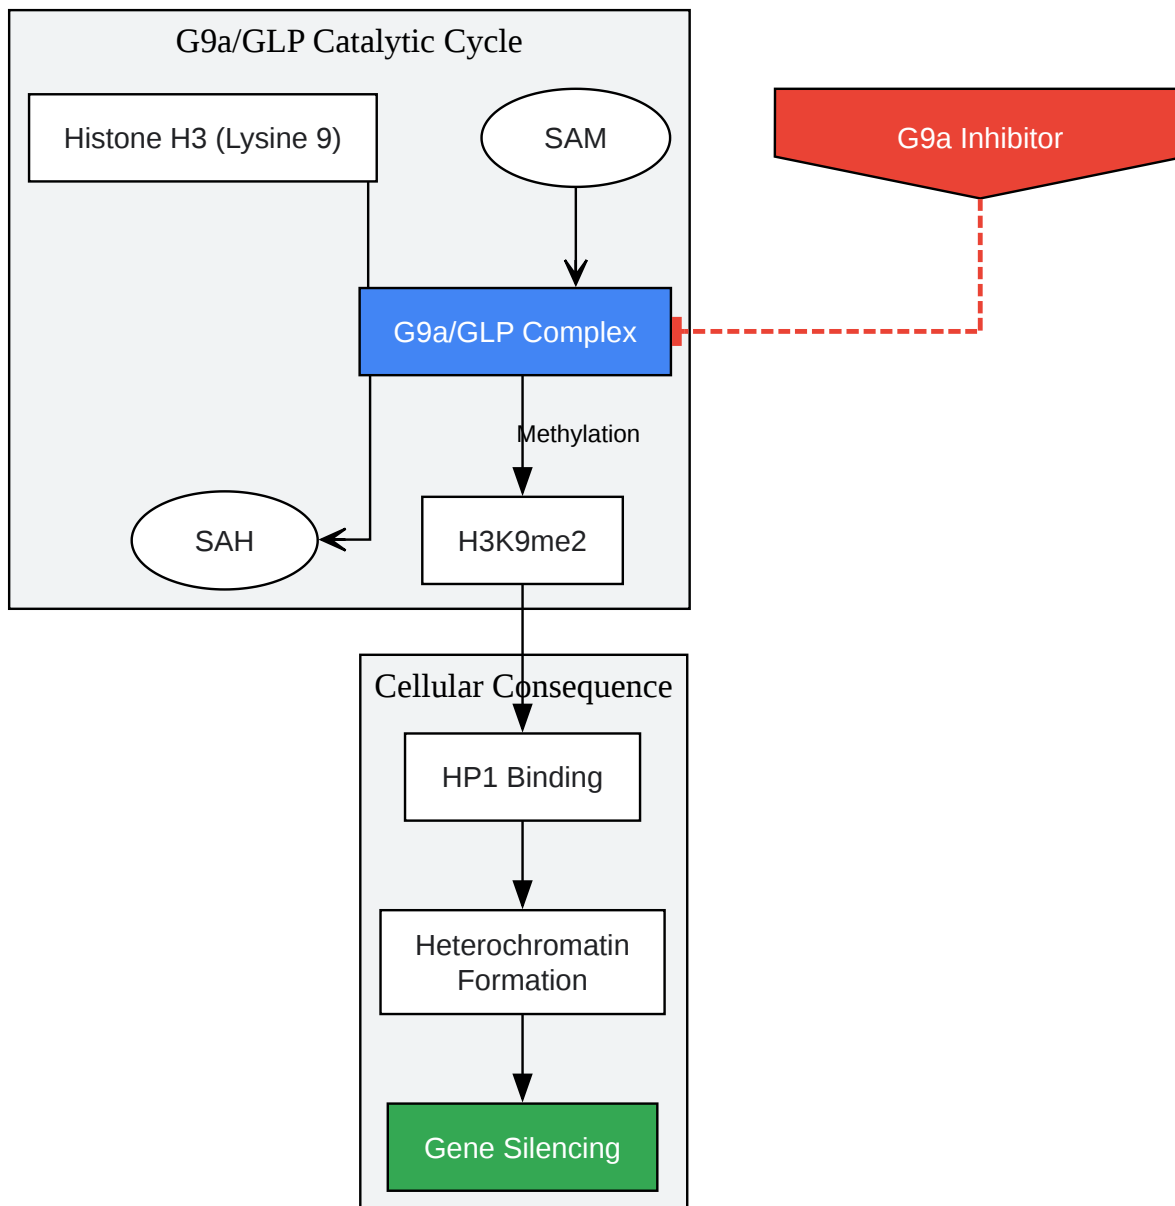 G9a/GLP Catalytic Cycle
Histone H3 (Lysine 9)
SAM
G9a Inhibitor
G9a/GLP Complex
Methylation
SAH
H3K9me2
Cellular Consequence
HP1 Binding
Heterochromatin
Formation
Gene Silencing